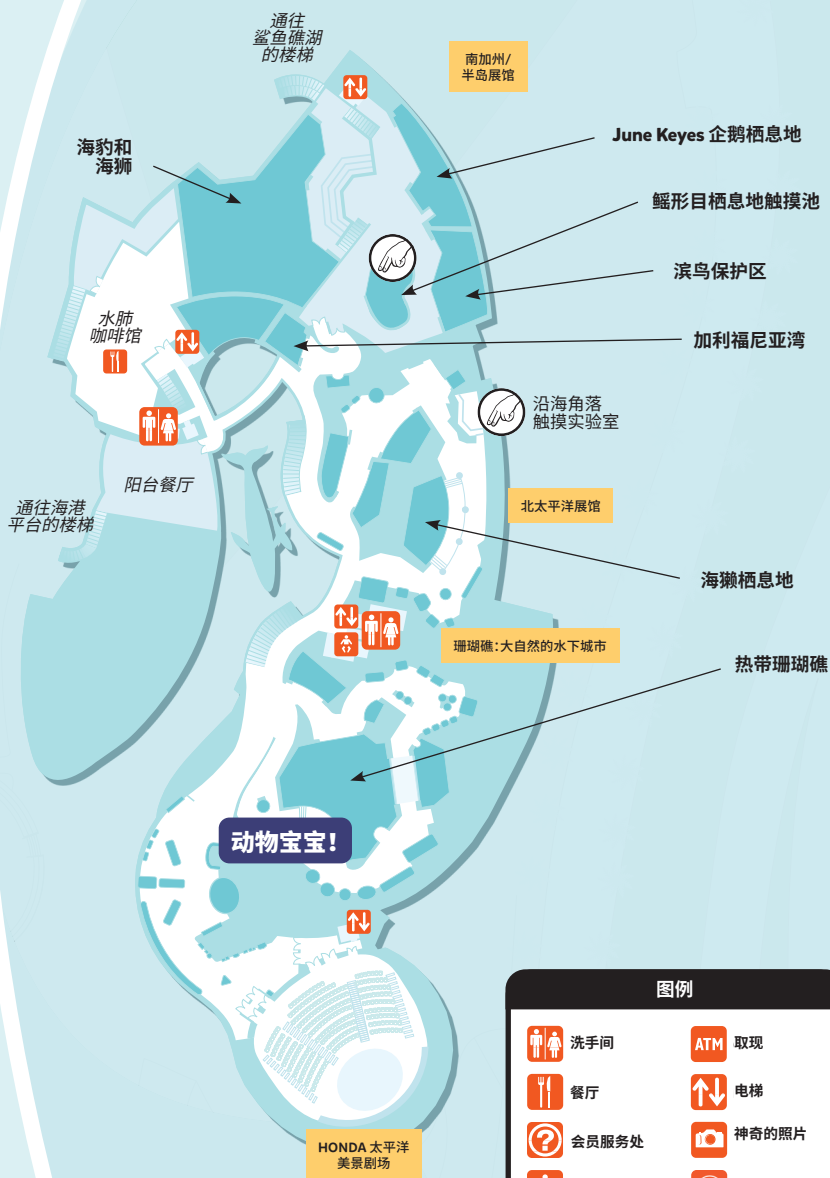 通往
鲨鱼礁湖
的楼梯
南加州/
半岛展馆
海豹和
海狮
June Keyes 企鹅栖息地
鳐形目栖息地触摸池
滨鸟保护区
水肺
咖啡馆
加利福尼亚湾
沿海角落
触摸实验室
阳台餐厅
通往海港
平台的楼梯
北太平洋展馆
海獭栖息地
珊瑚礁：大自然的水下城市
热带珊瑚礁
动物宝宝！
图例
洗手间
ATM 取现
餐厅
电梯
? 会员服务处
神奇的照片
HONDA 太平洋
美景剧场